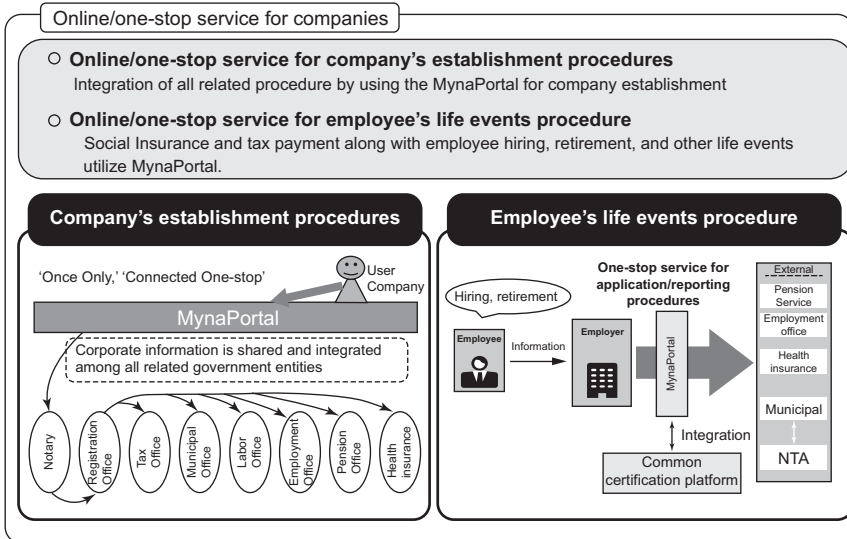 Online/one-stop service for companies
○ Online/one-stop service for company's establishment procedures
Integration of all related procedure by using the MynaPortal for company establishment
○ Online/one-stop service for employee's life events procedure
Social Insurance and tax payment along with employee hiring, retirement, and other life events
utilize MynaPortal.
Company's establishment procedures
'Once Only,' 'Connected One-stop'
User
Company
MynaPortal
Corporate information is shared and integrated
among all related government entities
Notary
Registration
Office
Tax
Office
Municipal
Office
Labor
Office
Employment
Office
Pension
Office
Health
insurance
Employee's life events procedure
One-stop service for
application/reporting
procedures
Hiring, retirement
Employee
Information
Employer
MynaPortal
Integration
Common
certification platform
External
Pension
Service
Employment
office
Health
insurance
Municipal
NTA